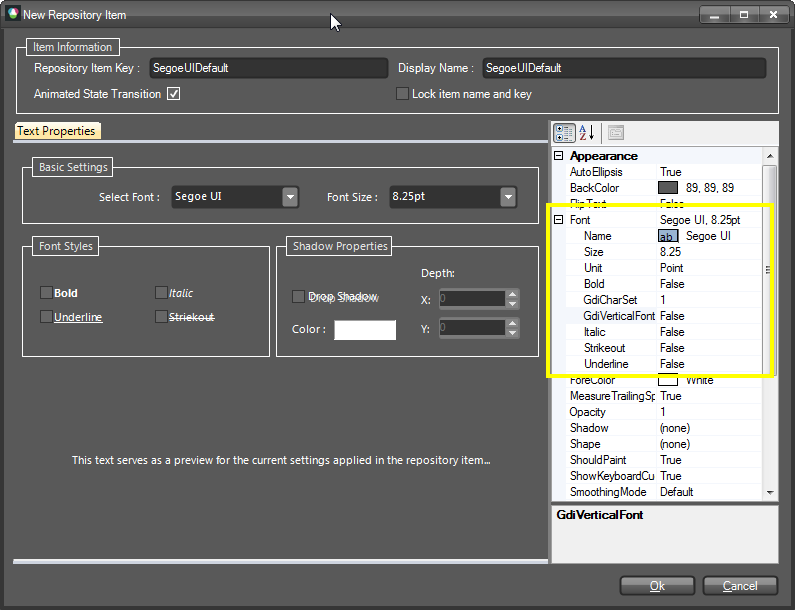 New Repository Item
Item Information
Repository Item Key : SegoeUIDefault Display Name : SegoeUIDefault
Animated State Transition Lock item name and key
Text Properties
Basic Settings
Select Font : Segoe UI Font Size : 8.25pt
Font Styles
Bold Italic
Underline Striekout
Shadow Properties
Drop Shadow
Depth:
X: 0
Color : Y: 0
This text serves as a preview for the current settings applied in the repository item...
Appearance
AutoEllipsis True
BackColor 89, 89, 89
FlipText False
Font Segoe UI, 8.25pt
Name ab Segoe UI
Size 8.25
Unit Point
Bold False
GdiCharSet 1
GdiVerticalFont False
Italic False
Strikeout False
Underline False
ForeColor White
MeasureTrailingSp True
Opacity 1
Shadow (none)
Shape (none)
ShouldPaint True
ShowKeyboardCu True
SmoothingMode Default
GdiVerticalFont
Ok Cancel